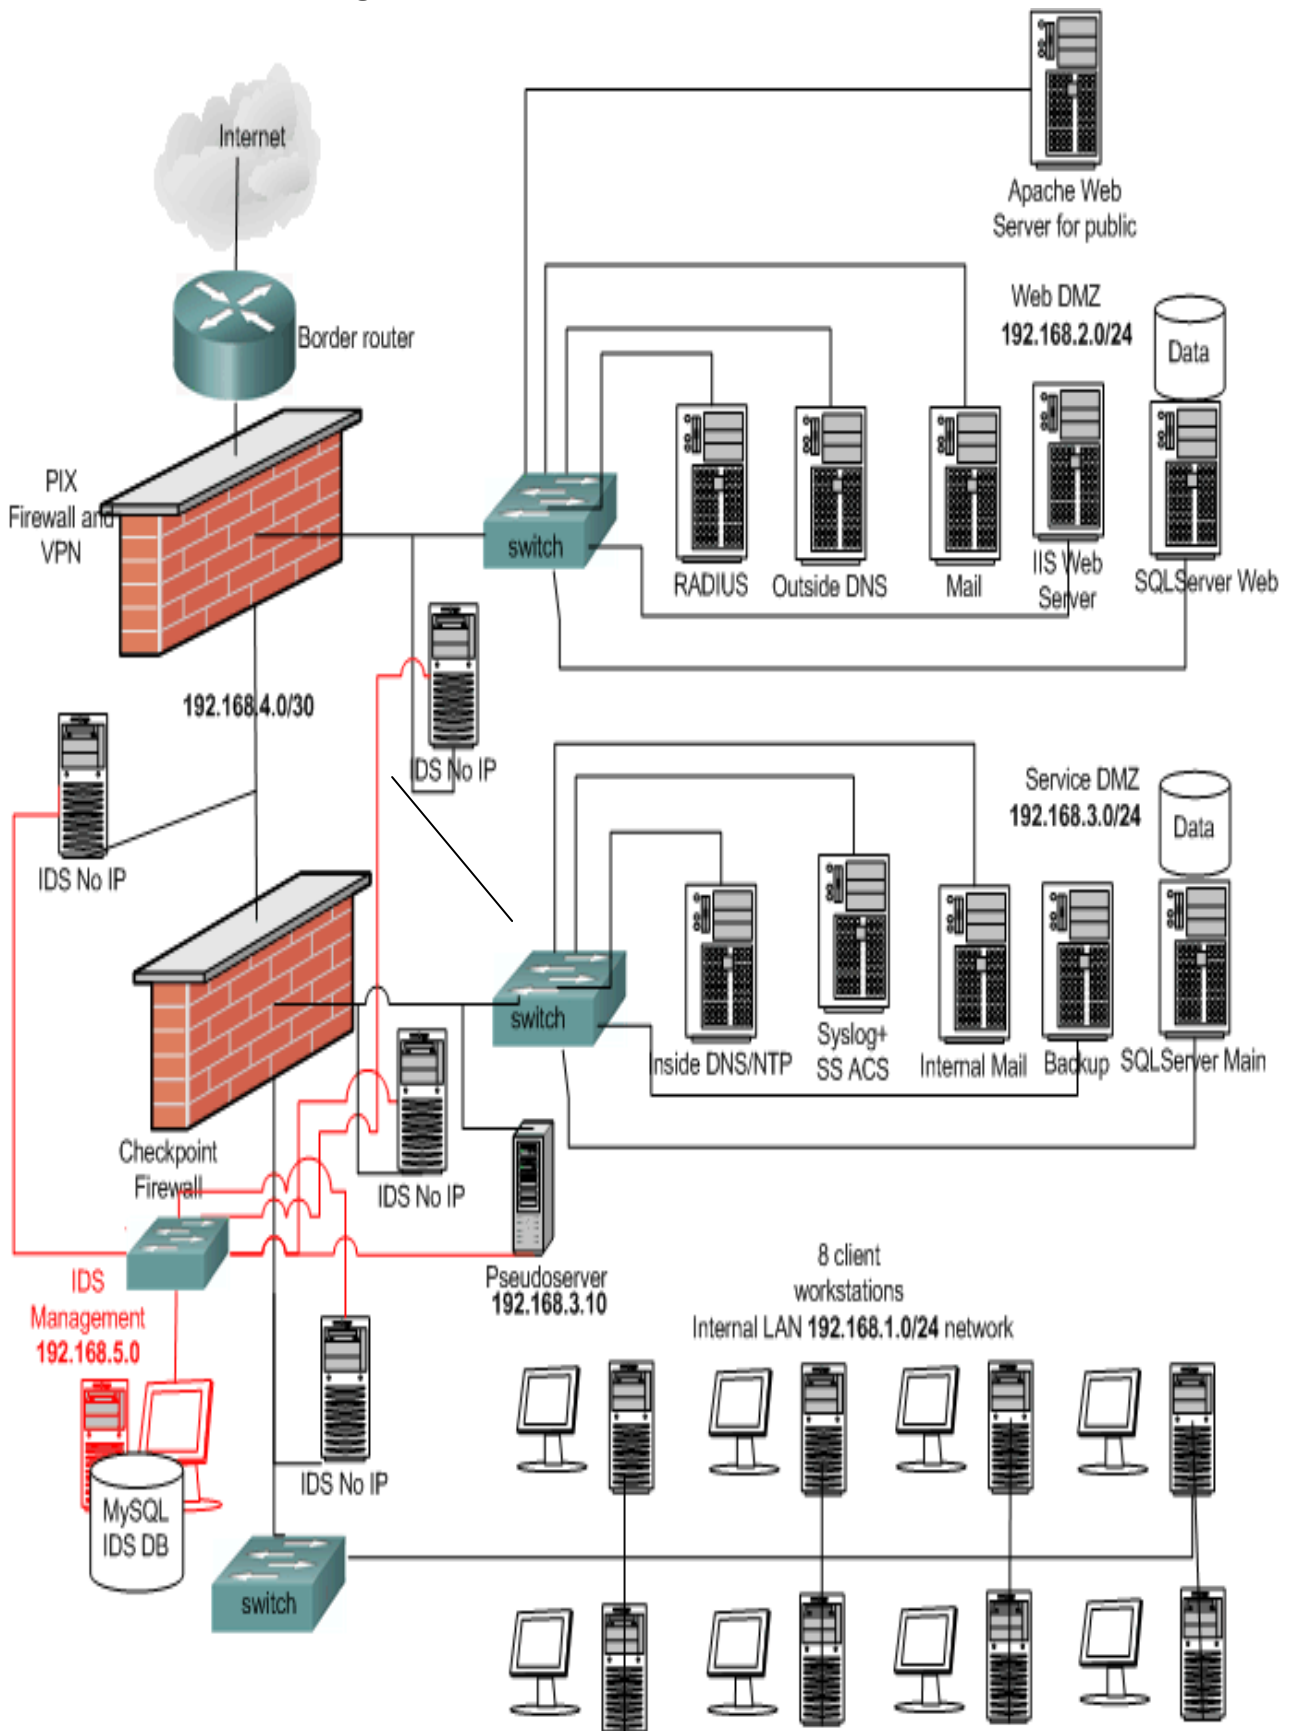 Internet
Apache Web
Server for public
Border router
Web DMZ
192.168.2.0/24
Data
PIX
Firewall and
VPN
switch
RADIUS
Outside DNS
Mail
IIS Web
Server
SQLServer Web
192.168.4.0/30
IDS No IP
IDS No IP
Service DMZ
192.168.3.0/24
Data
switch
Inside DNS/NTP
Syslog+
SS ACS
Internal Mail
Backup
SQLServer Main
Checkpoint
Firewall
IDS No IP
IDS
Management
192.168.5.0
Pseudoserver
192.168.3.10
8 client
workstations
Internal LAN 192.168.1.0/24 network
IDS No IP
MySQL
IDS DB
switch